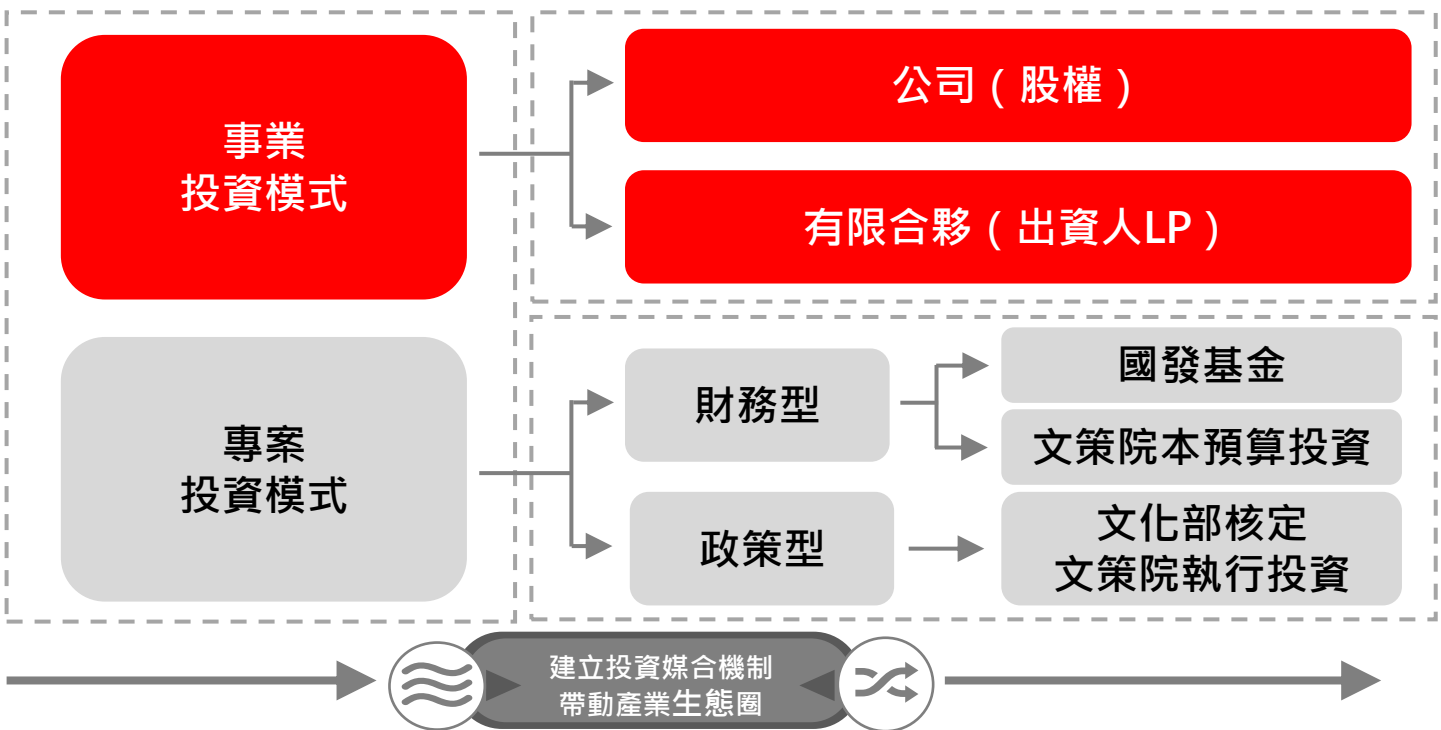 事業
投資模式
公司（股權）
有限合夥（出資人LP）
專案
投資模式
財務型
國發基金
文策院本預算投資
政策型
文化部核定
文策院執行投資
建立投資媒合機制
帶動產業生態圈